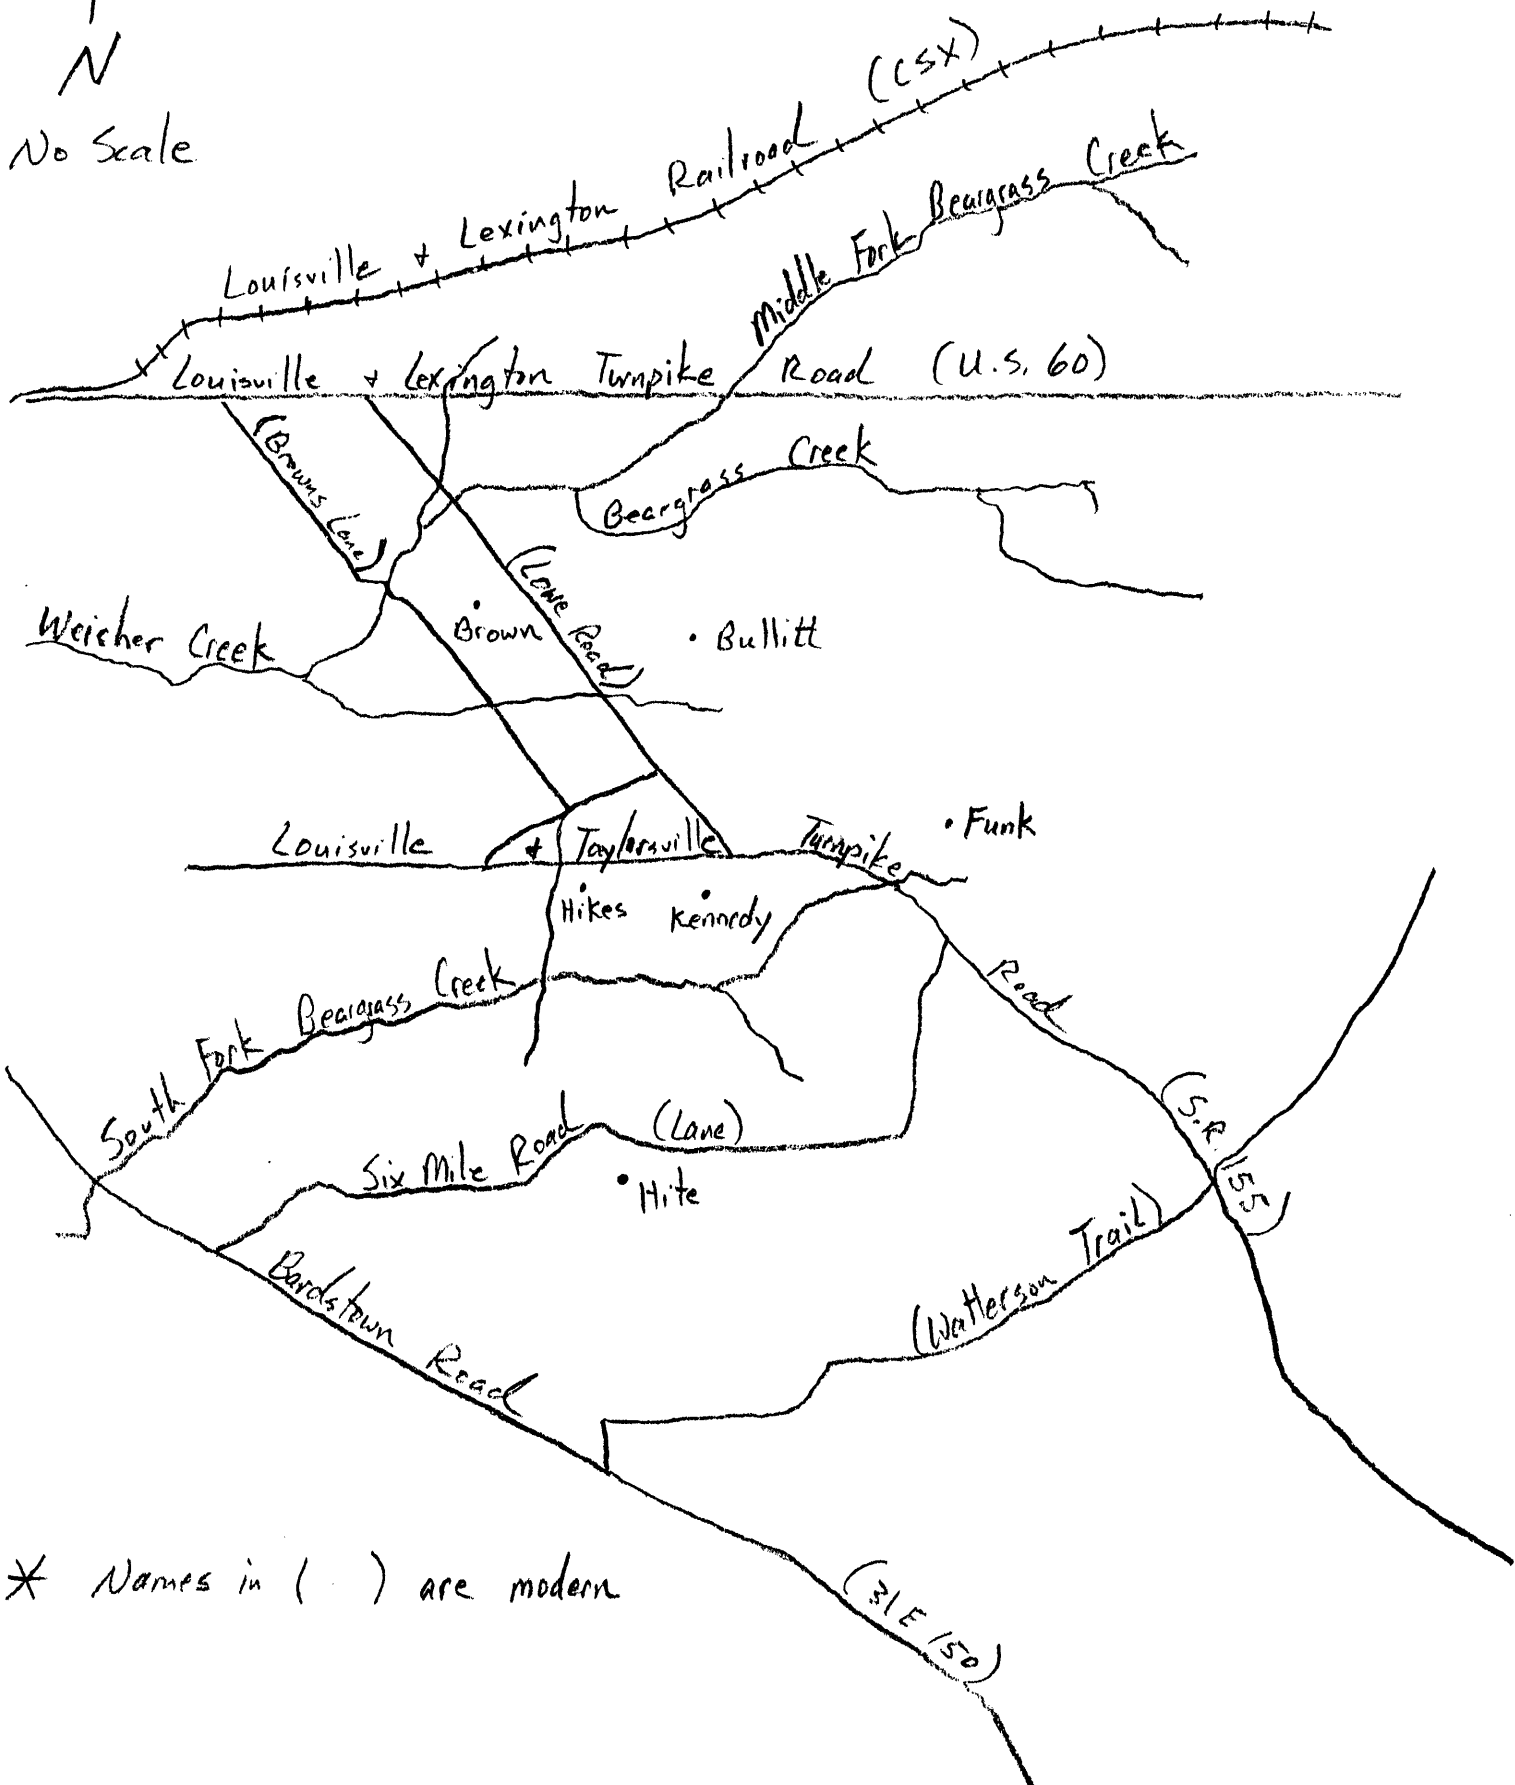 N
No Scale
Louisville + Lexington Railroad (CSX)
Middle Fork Beargrass Creek
Louisville + Lexington Turnpike Road (U.S. 60)
(Browns Lane)
Beargrass Creek
(Lowe Road)
Weicher Creek
Brown
Bullitt
Funk
Louisville + Taylorsville Turnpike Road (S.R. 155)
Hikes
Kennedy
South Fork Beargrass Creek
Six Mile Road (Lane)
Hite
Bardstown Road (31E 150)
(Watterson Trail)
* Names in ( ) are modern